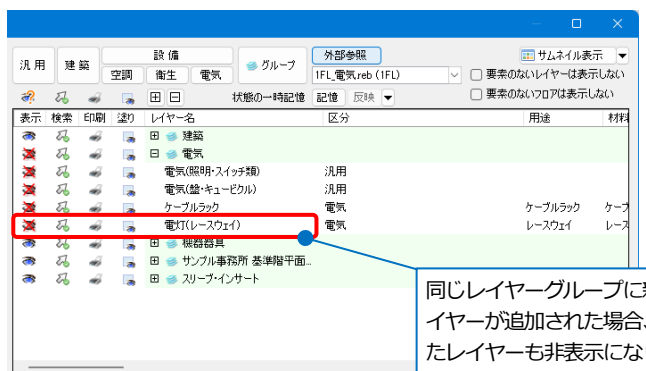 汎用 建築 設備 グループ 外部参照 サムネイル表示
空調 衛生 電気 1FL_電気.reb (1FL) 要素のないレイヤーは表示しない
状態の一時記憶 記憶 反映 要素のないフロアは表示しない
表示 検索 印刷 塗り レイヤー名 区分 用途 材料
建築
電気
電気(照明・スイッチ類) 汎用
電気(盤・キュービクル) 汎用
ケーブルラック 電気 ケーブルラック
電灯(レースウェイ) 電気 レースウェイ
機器器具
サンプル事務所 基準階平面...
スリーブ・インサート
同じレイヤーグループに
イヤーが追加された場合、
たレイヤーも非表示にな